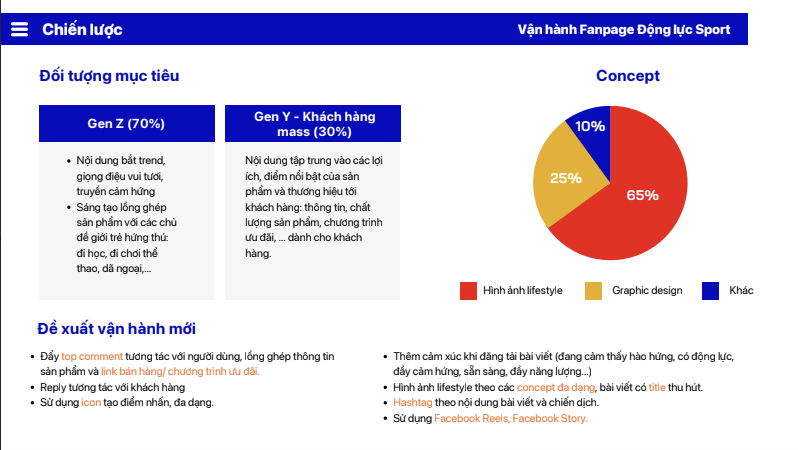 Chiến lược
Vận hành Fanpage Động lực Sport
Đối tượng mục tiêu
Gen Z (70%)
• Nội dung bắt trend,
giọng điệu vui tươi,
truyền cảm hứng
• Sáng tạo lồng ghép
sản phẩm với các chủ
đề giới trẻ hứng thú:
đi học, đi chơi thể
thao, dã ngoại,...
Gen Y - Khách hàng
mass (30%)
Nội dung tập trung vào các lợi
ích, điểm nổi bật của sản
phẩm và thương hiệu tới
khách hàng: thông tin, chất
lượng sản phẩm, chương trình
ưu đãi, ... dành cho khách
hàng.
Concept
10%
25%
65%
Hình ảnh lifestyle
Graphic design
Khác
Đề xuất vận hành mới
• Đẩy top comment tương tác với người dùng, lồng ghép thông tin
sản phẩm và link bán hàng/ chương trình ưu đãi.
• Reply tương tác với khách hàng
• Sử dụng icon tạo điểm nhấn, đa dạng.
• Thêm cảm xúc khi đăng tải bài viết (đang cảm thấy hào hứng, có động lực,
đầy cảm hứng, sẵn sàng, đầy năng lượng...)
• Hình ảnh lifestyle theo các concept đa dạng, bài viết có title thu hút.
• Hashtag theo nội dung bài viết và chiến dịch.
• Sử dụng Facebook Reels, Facebook Story.